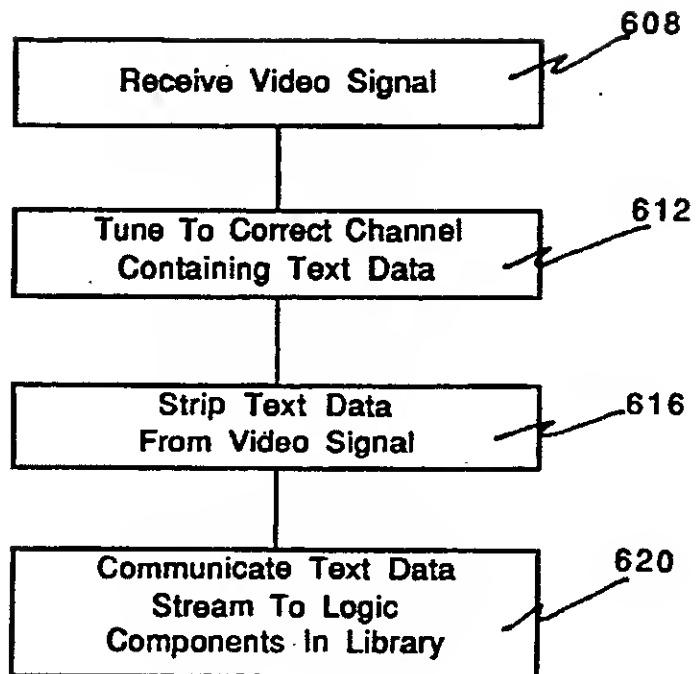 608
Receive Video Signal
612
Tune To Correct Channel
Containing Text Data
616
Strip Text Data
From Video Signal
620
Communicate Text Data
Stream To Logic
Components In Library